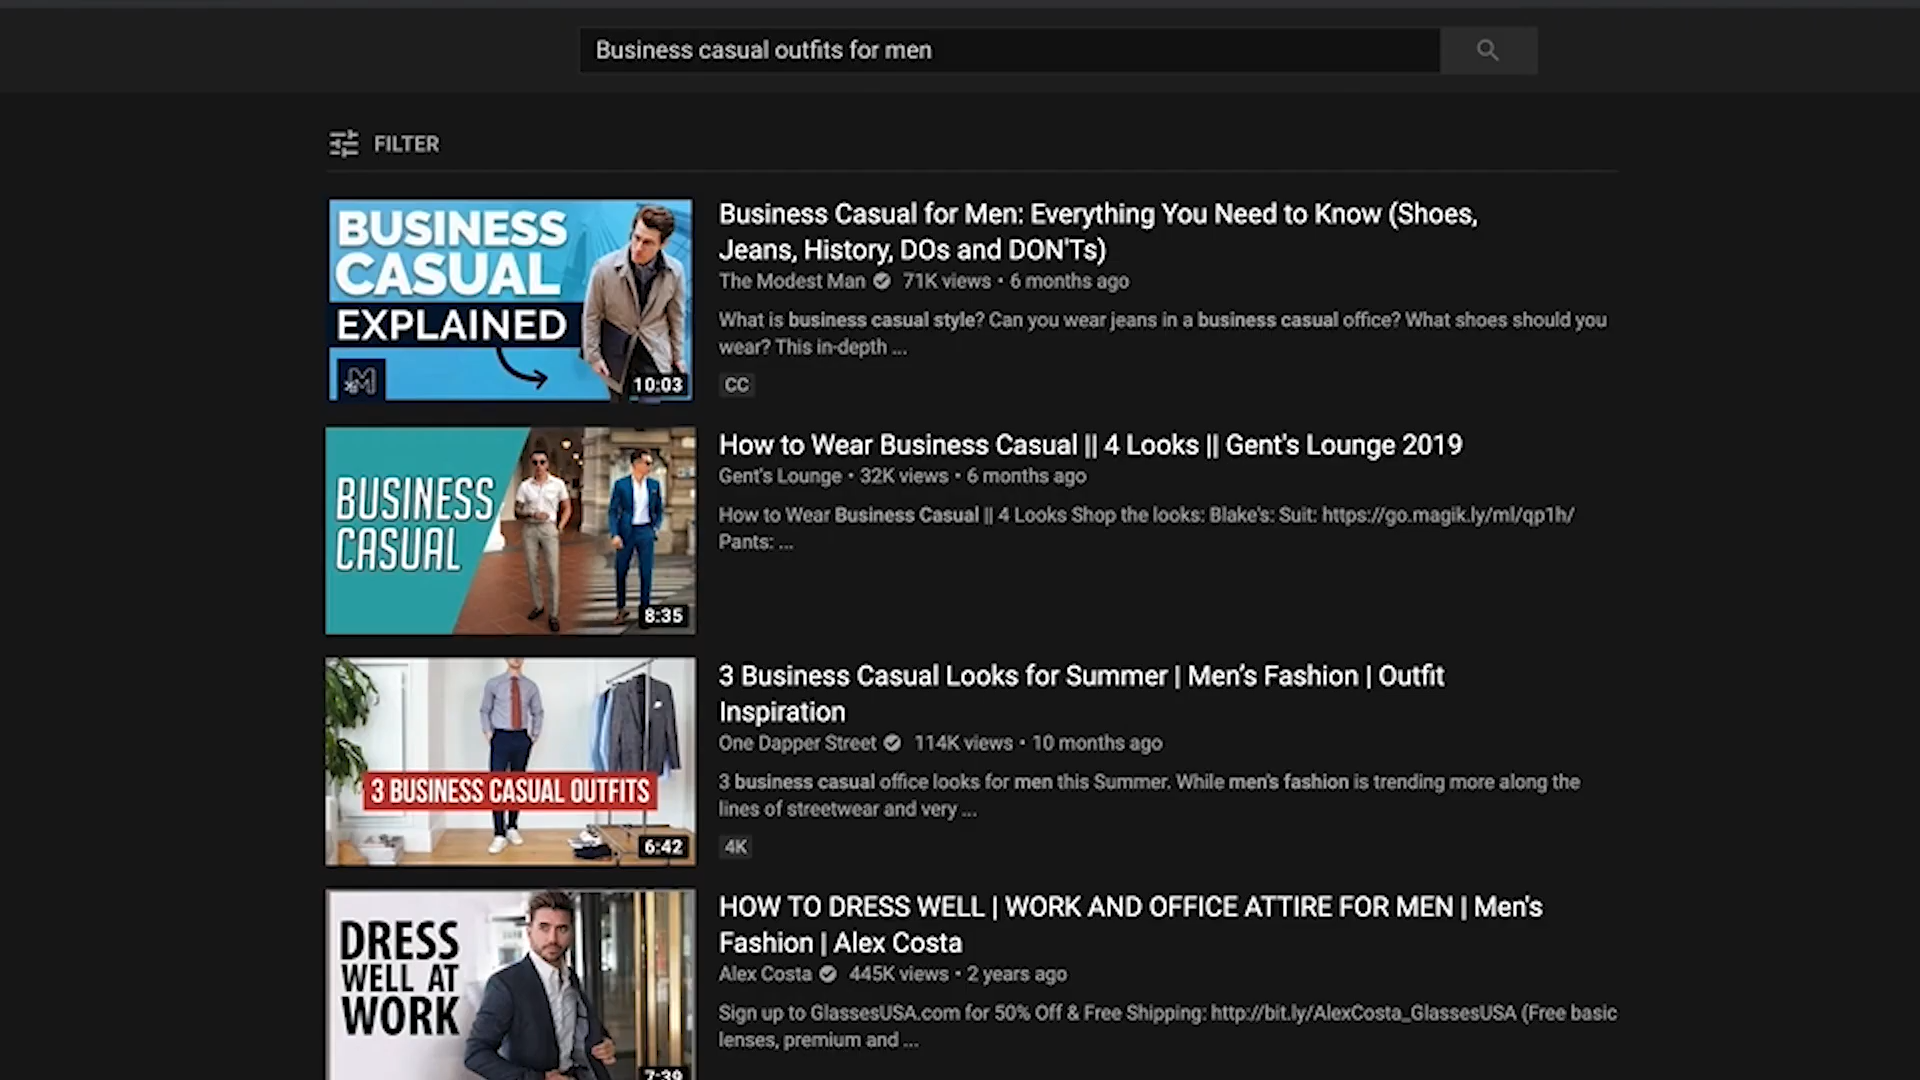 Business casual outfits for men
FILTER
BUSINESS
CASUAL
EXPLAINED
M
10:03
Business Casual for Men: Everything You Need to Know (Shoes,
Jeans, History, DOs and DON'Ts)
The Modest Man 71K views • 6 months ago
What is business casual style? Can you wear jeans in a business casual office? What shoes should you
wear? This in-depth ...
CC
BUSINESS
CASUAL
8:35
How to Wear Business Casual || 4 Looks || Gent's Lounge 2019
Gent's Lounge • 32K views • 6 months ago
How to Wear Business Casual || 4 Looks Shop the looks: Blake's: Suit: https://go.magik.ly/ml/qp1h/
Pants: ...
3 BUSINESS CASUAL OUTFITS
6:42
3 Business Casual Looks for Summer | Men’s Fashion | Outfit
Inspiration
One Dapper Street 114K views • 10 months ago
3 business casual office looks for men this Summer. While men's fashion is trending more along the
lines of streetwear and very ...
4K
DRESS
WELL AT
WORK
7:39
HOW TO DRESS WELL | WORK AND OFFICE ATTIRE FOR MEN | Men's
Fashion | Alex Costa
Alex Costa 445K views • 2 years ago
Sign up to GlassesUSA.com for 50% Off & Free Shipping: http://bit.ly/AlexCosta_GlassesUSA (Free basic
lenses, premium and ...